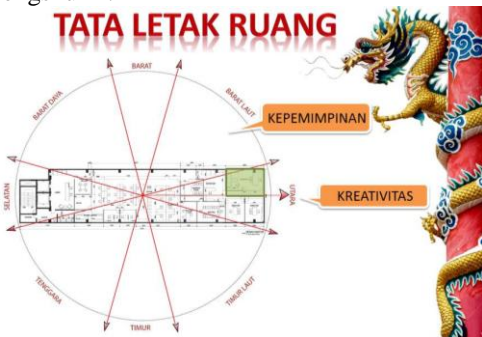 TATA LETAK RUANG
BARAT
BARAT DAYA
BARAT LAUT
KEPEMIMPINAN
SELATAN
UTARA
KREATIVITAS
TENGGARA
TIMUR LAUT
TIMUR